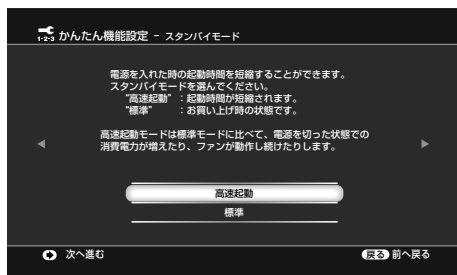 1-2-3 かんたん機能設定 - スタンバイモード
電源を入れた時の起動時間を短縮することができます。
スタンバイモードを選んでください。
“高速起動” ：起動時間が短縮されます。
“標準” ：お買い上げ時の状態です。
高速起動モードは標準モードに比べて、電源を切った状態での
消費電力が増えたり、ファンが動作し続けたりします。
高速起動
標準
次へ進む
戻る 前へ戻る